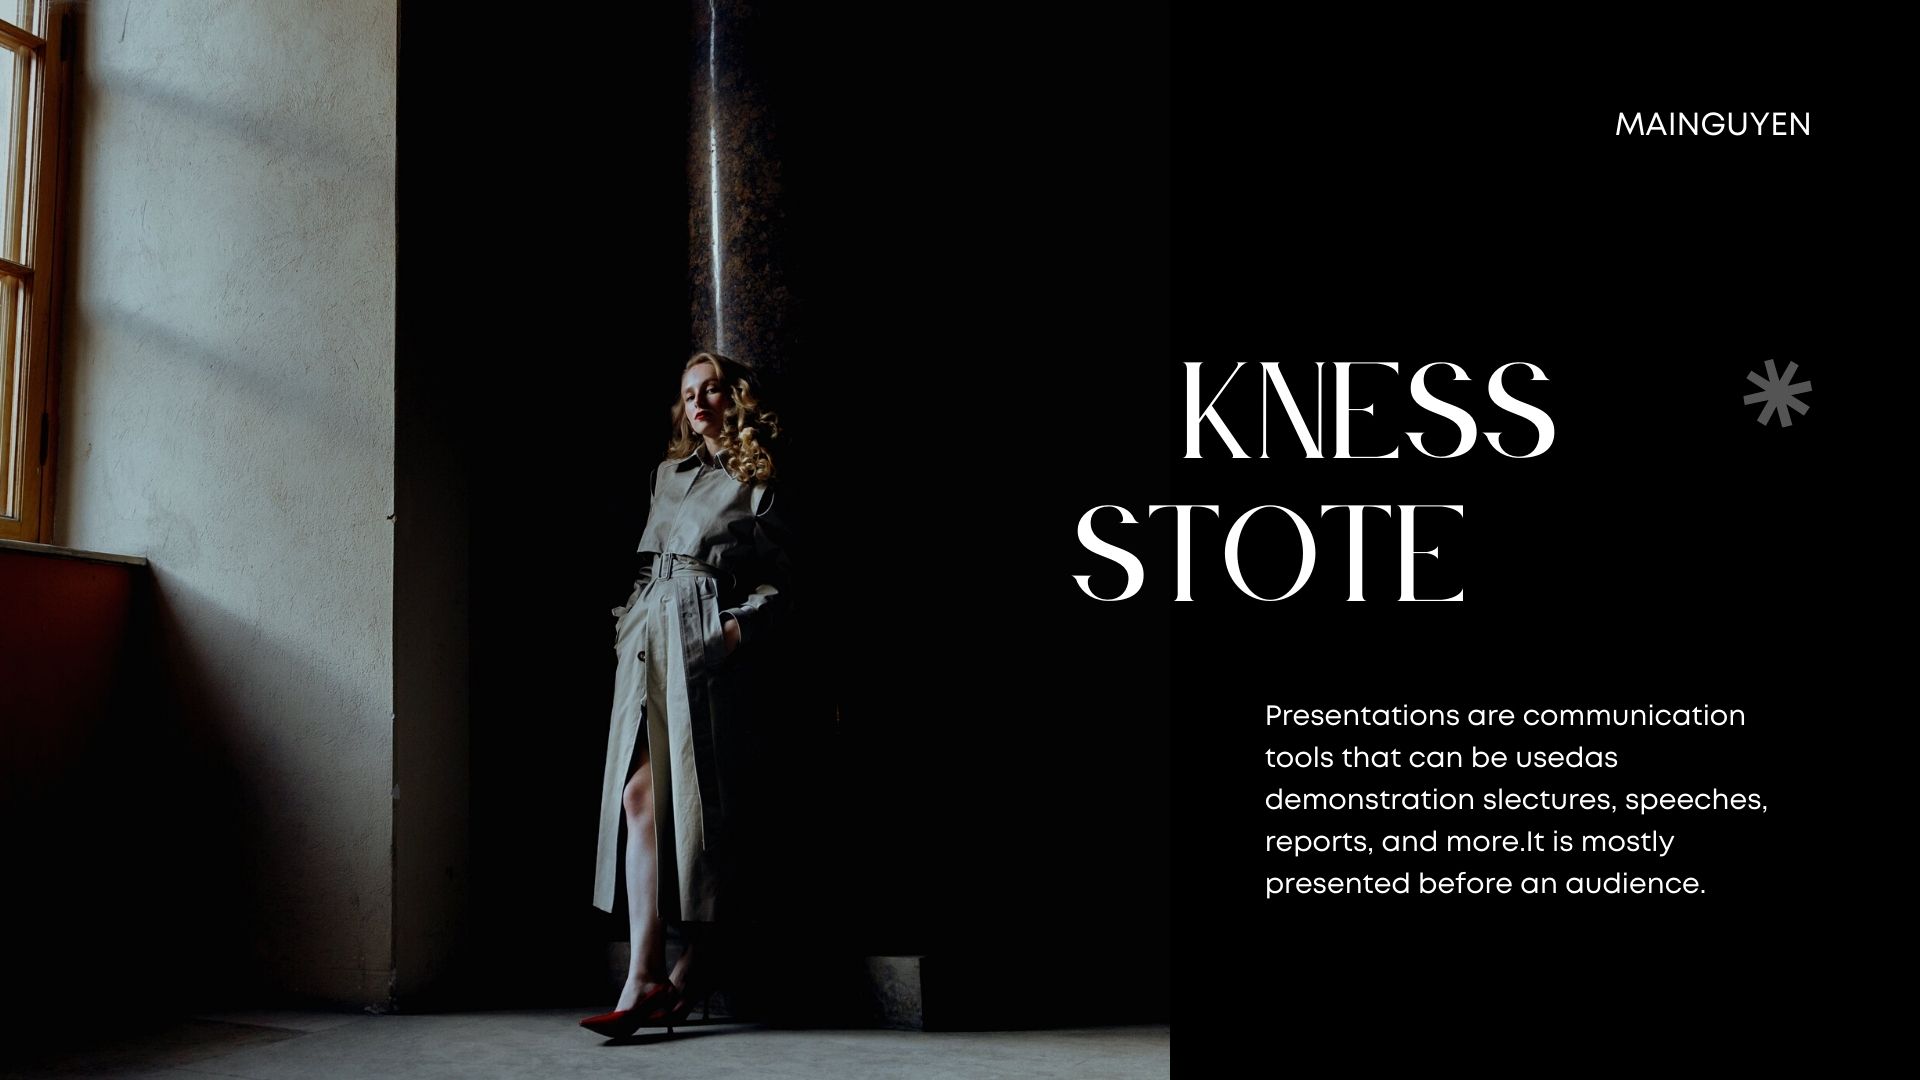 MAINGUYEN
KNESS
STOTE
Presentations are communication
tools that can be usedas
demonstration slectures, speeches,
reports, and more.It is mostly
presented before an audience.